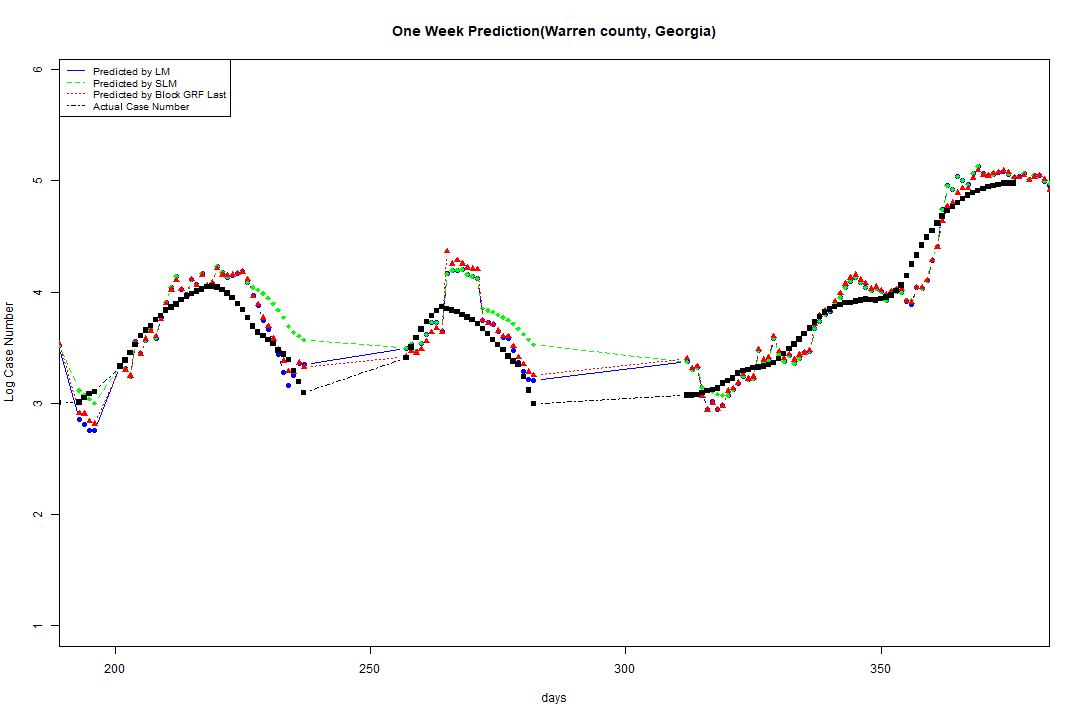 One Week Prediction(Warren county, Georgia)
Predicted by LM
Predicted by SLM
Predicted by Block GRF Last
Actual Case Number
Log Case Number
6
5
4
3
2
1
200 250 300 350
days